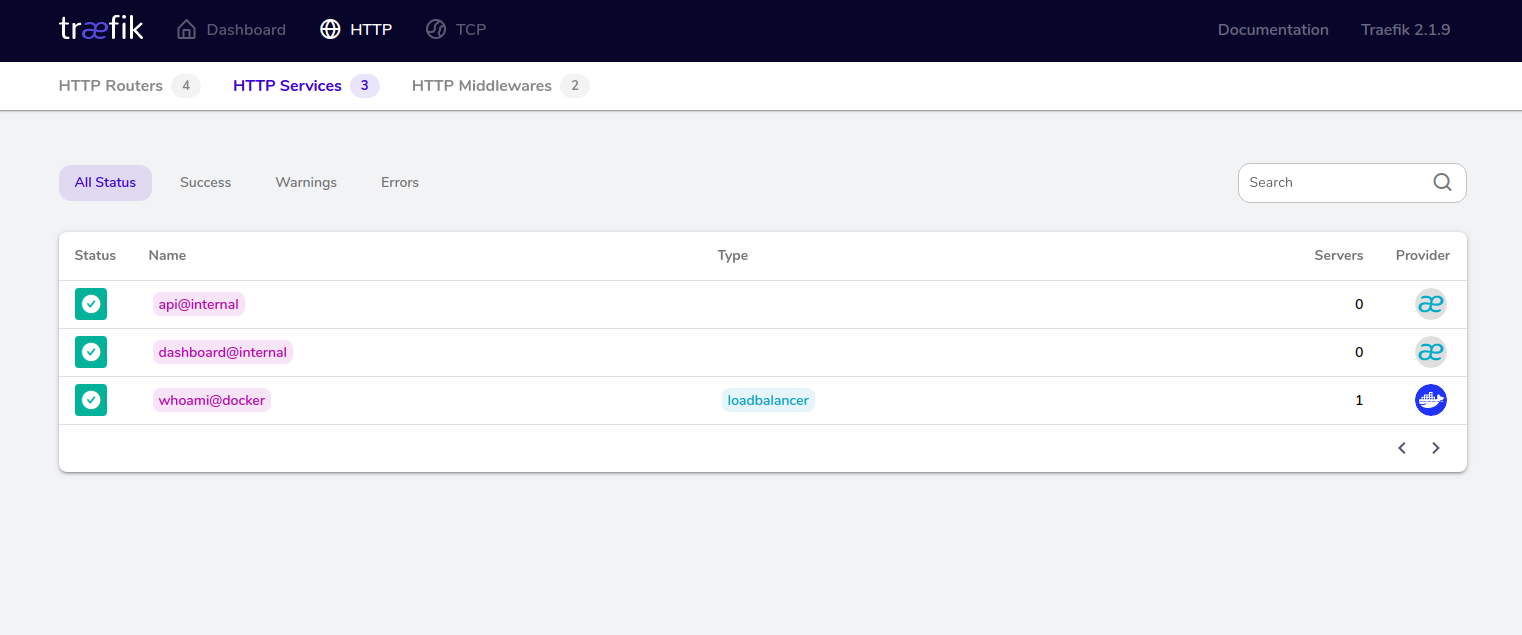 træfik Dashboard HTTP TCP Documentation Traefik 2.1.9
HTTP Routers 4 HTTP Services 3 HTTP Middlewares 2
All Status Success Warnings Errors Search
Status Name Type Servers Provider
api@internal 0 æ
dashboard@internal 0 æ
whoami@docker loadbalancer 1